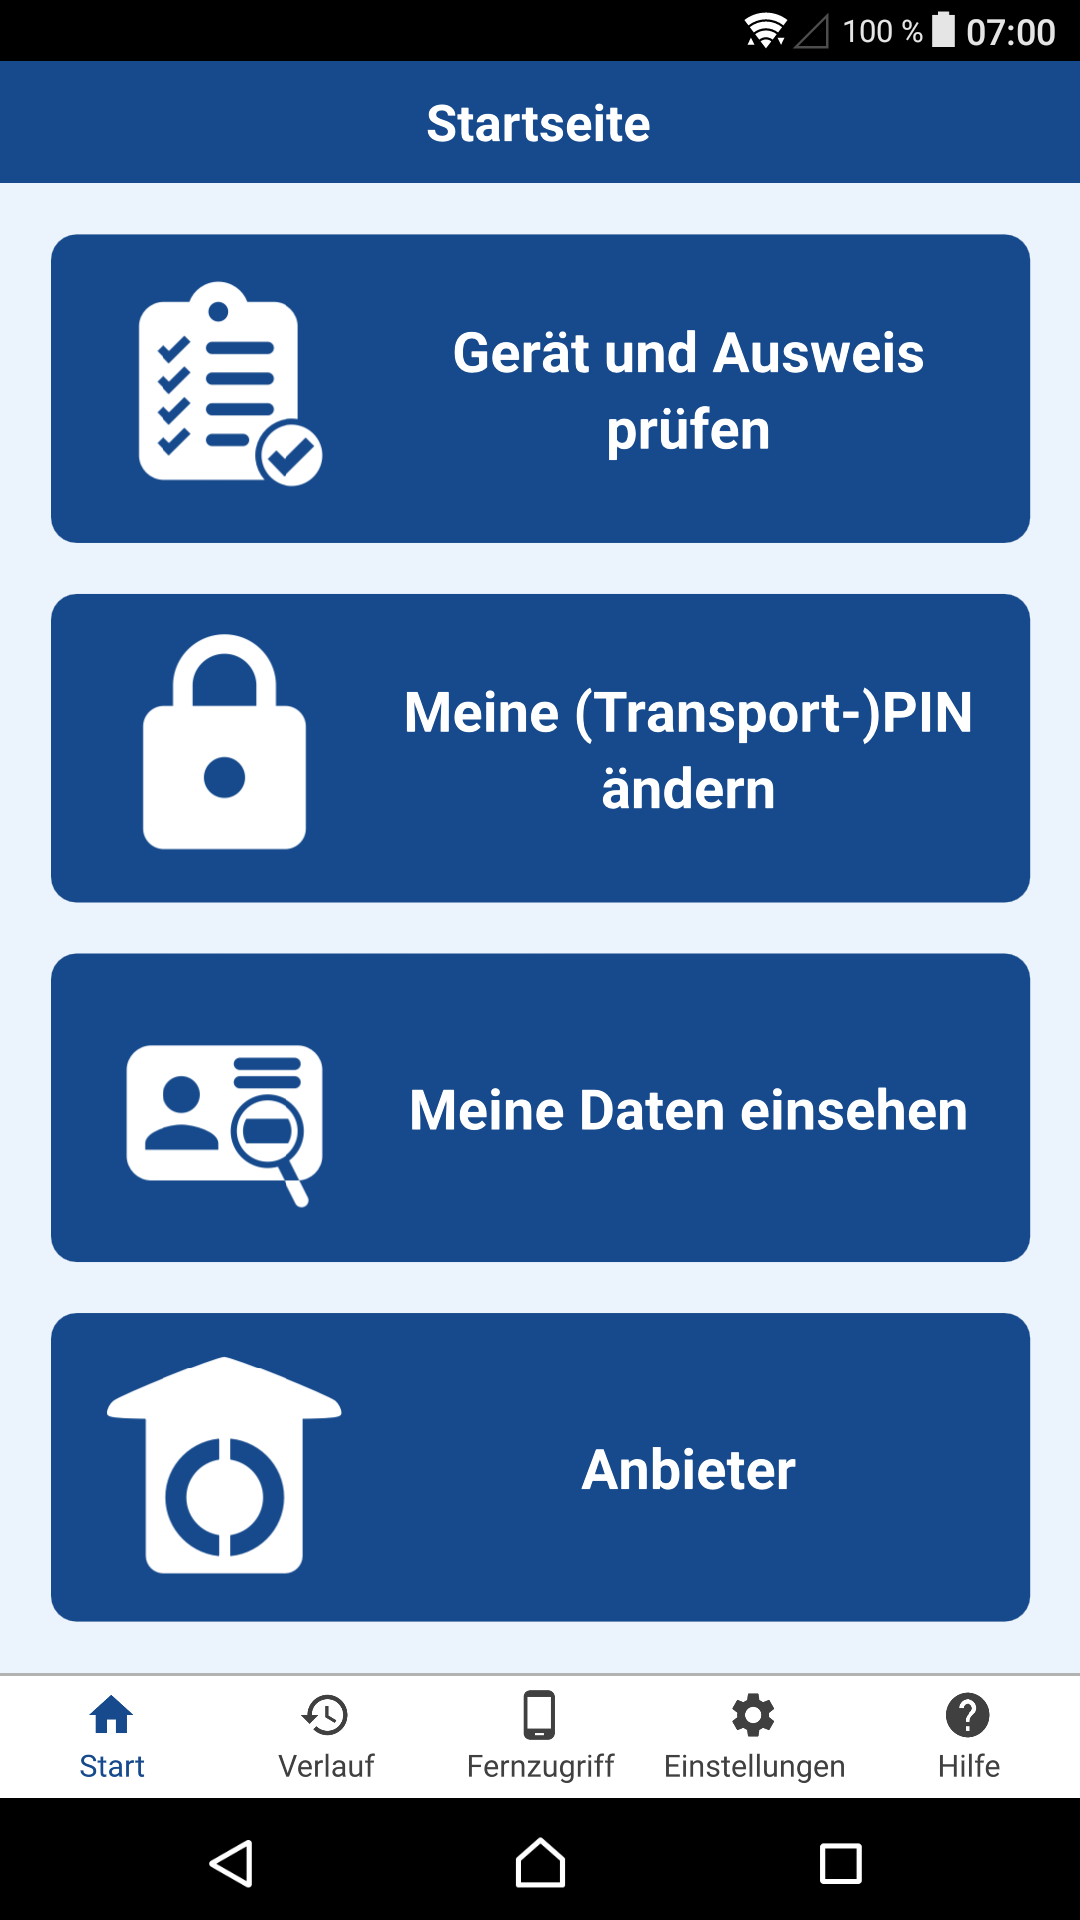 100 % 07:00
Startseite
Gerät und Ausweis
prüfen
Meine (Transport-)PIN
ändern
Meine Daten einsehen
Anbieter
Start Verlauf Fernzugriff Einstellungen Hilfe